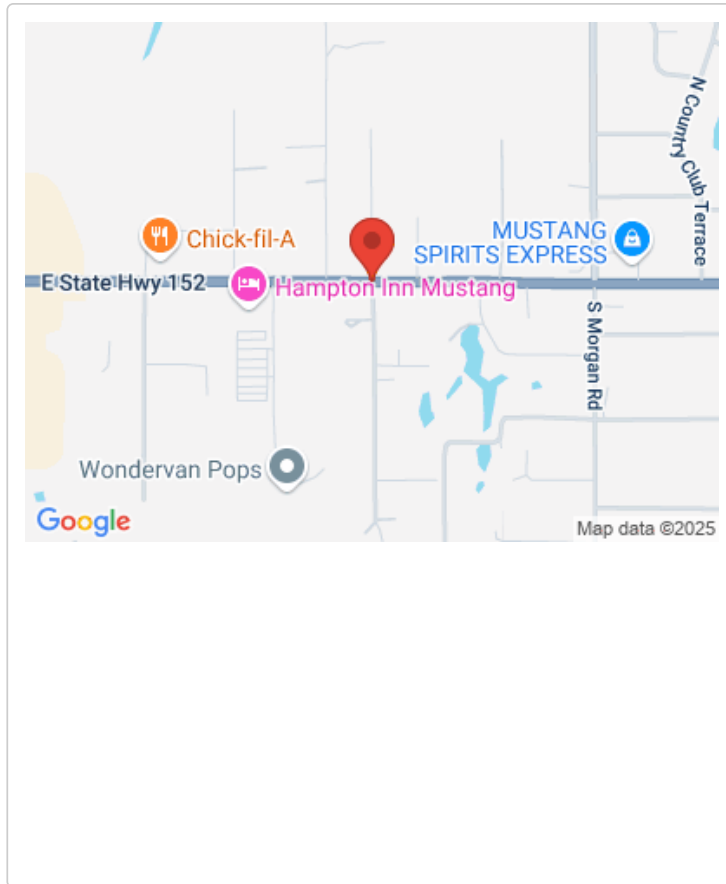 N Country Club Terrace
Chick-fil-A
MUSTANG
SPIRITS EXPRESS
E State Hwy 152
Hampton Inn Mustang
S Morgan Rd
Wondervan Pops
Google
Map data ©2025